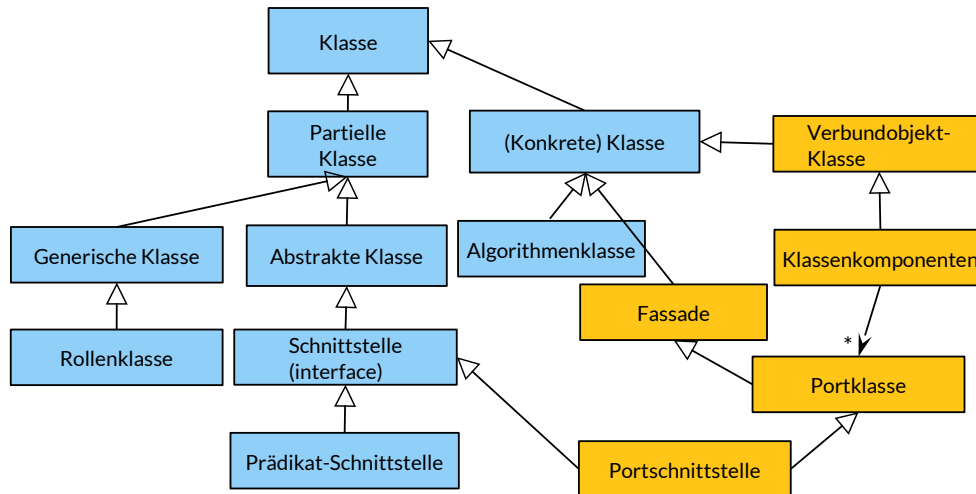 Klasse
Partielle
Klasse
(Konkrete) Klasse
Verbundobjekt-
Klasse
Generische Klasse
Abstrakte Klasse
Algorithmenklasse
Klassenkomponenten
Fassade
Rollenklasse
Schnittstelle
(interface)
*
Portklasse
Prädikat-Schnittstelle
Portschnittstelle